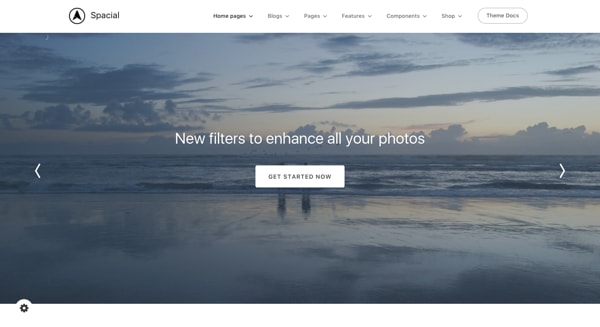 Spacial
Home pages Blogs Pages Features Components Shop Theme Docs
New filters to enhance all your photos
GET STARTED NOW